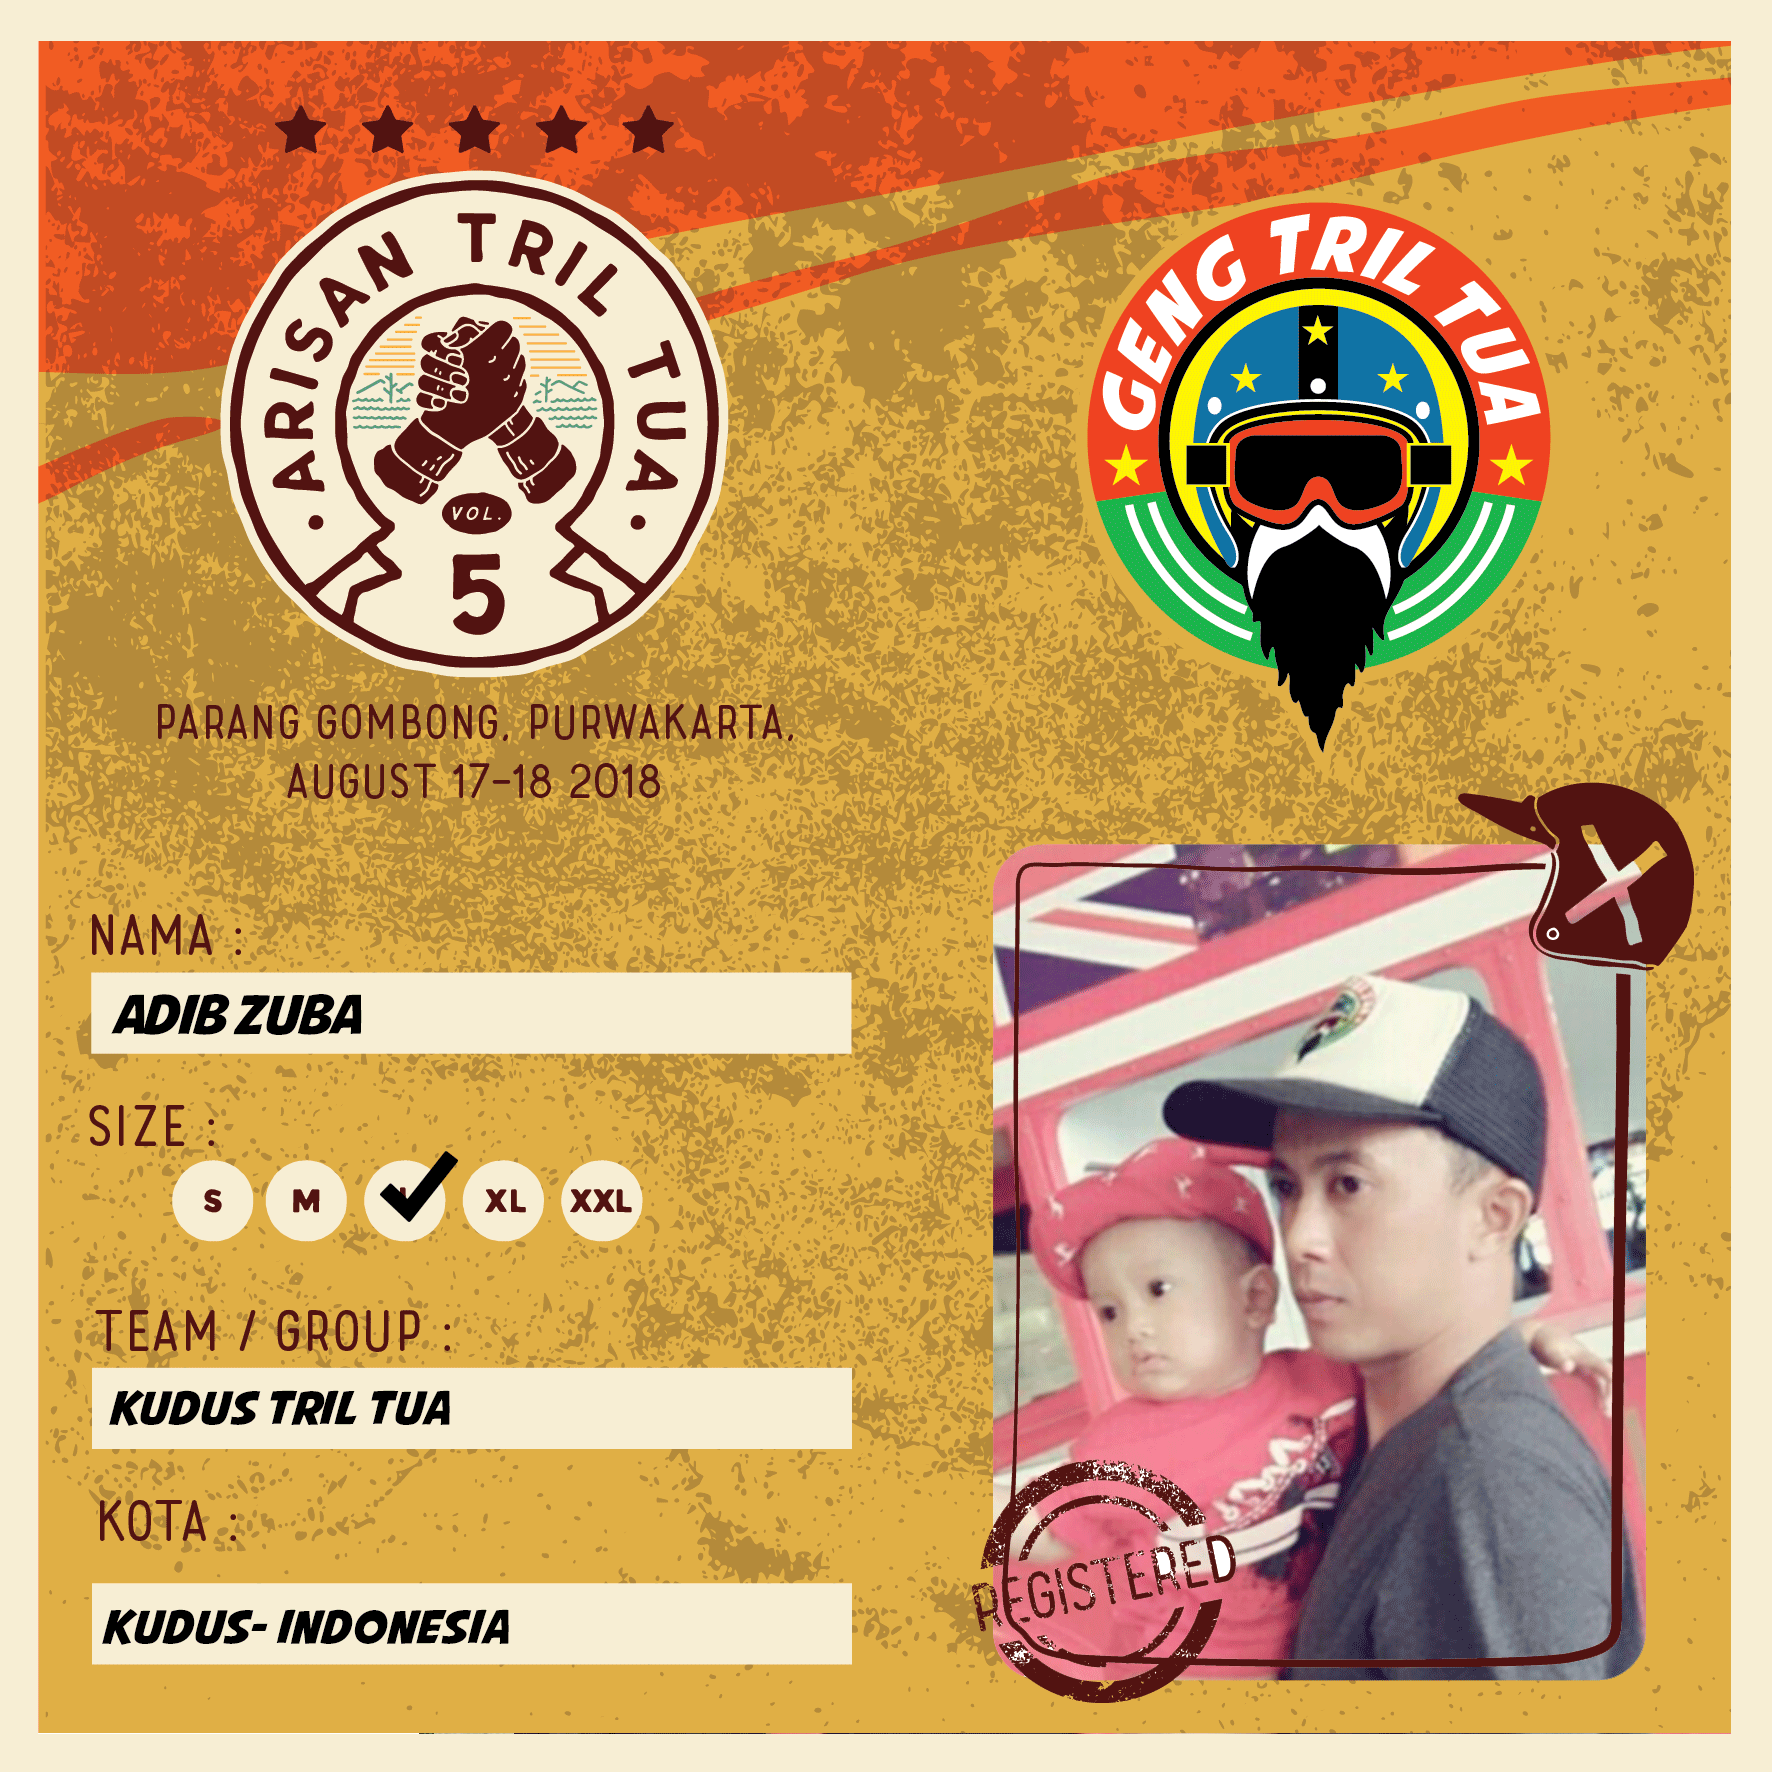 ARISAN TRIL TUA
VOL.
5
GENG TRIL TUA
PARANG GOMBONG, PURWAKARTA,
AUGUST 17-18 2018
NAMA :
ADIB ZUBA
SIZE :
S M XL XXL
TEAM / GROUP :
KUDUS TRIL TUA
KOTA :
KUDUS- INDONESIA
REGISTERED